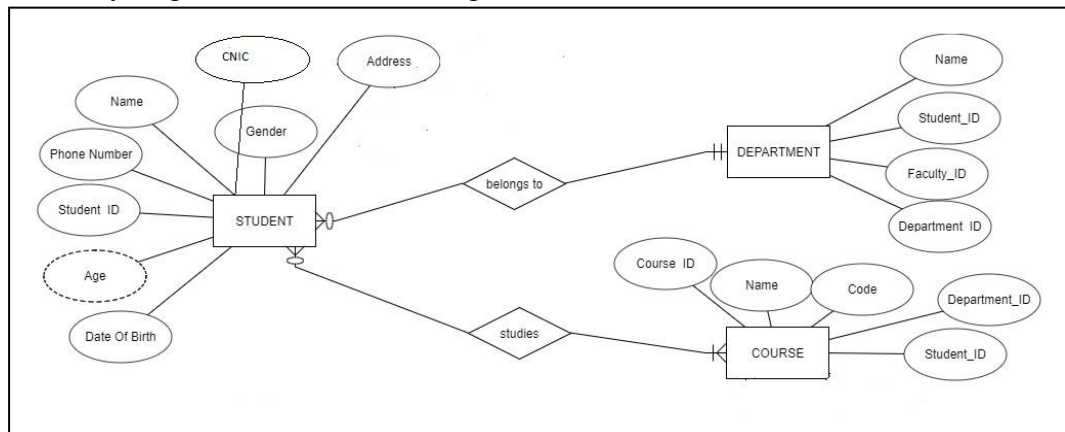 CNIC
Address
Name
Gender
Phone Number
Student ID
STUDENT
Age
Date Of Birth
belongs to
studies
Name
Student_ID
DEPARTMENT
Faculty_ID
Department ID
Course ID
Name
Code
Department_ID
COURSE
Student_ID